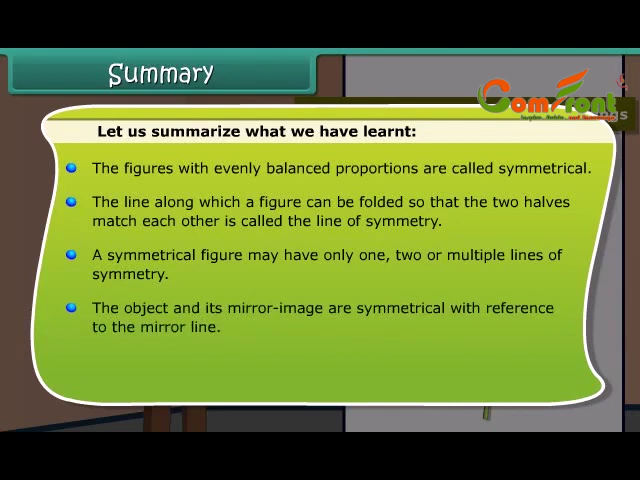 Summary
ComFront
Let us summarize what we have learnt:
The figures with evenly balanced proportions are called symmetrical.
The line along which a figure can be folded so that the two halves
match each other is called the line of symmetry.
A symmetrical figure may have only one, two or multiple lines of
symmetry.
The object and its mirror-image are symmetrical with reference
to the mirror line.